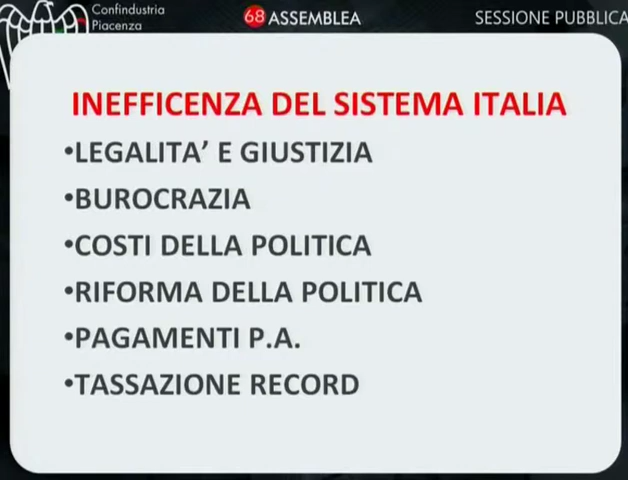 Confindustria
Piacenza
68 ASSEMBLEA
SESSIONE PUBBLICA
INEFFICENZA DEL SISTEMA ITALIA
•LEGALITA' E GIUSTIZIA
•BUROCRAZIA
•COSTI DELLA POLITICA
•RIFORMA DELLA POLITICA
•PAGAMENTI P.A.
•TASSAZIONE RECORD